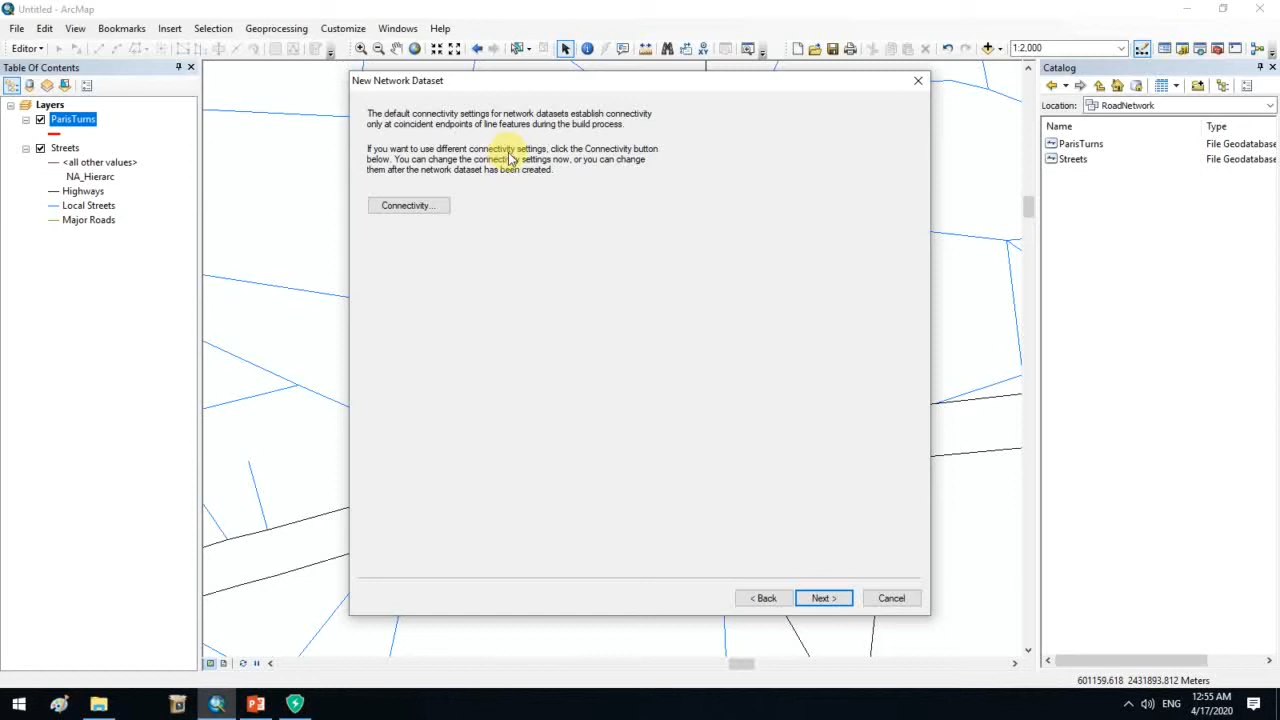 Untitled - ArcMap
File Edit View Bookmarks Insert Selection Geoprocessing Customize Windows Help
Editor
1:2,000
Table Of Contents
Layers
ParisTurns
Streets
<all other values>
NA_Hierarc
Highways
Local Streets
Major Roads
New Network Dataset
The default connectivity settings for network datasets establish connectivity
only at coincident endpoints of line features during the build process.
If you want to use different connectivity settings, click the Connectivity button
below. You can change the connectivity settings now, or you can change
them after the network dataset has been created.
Connectivity...
< Back
Next >
Cancel
Catalog
Location: RoadNetwork
Name Type
ParisTurns File Geodatabase
Streets File Geodatabase
601159.618 2431893.812 Meters
ENG
12:55 AM
4/17/2020